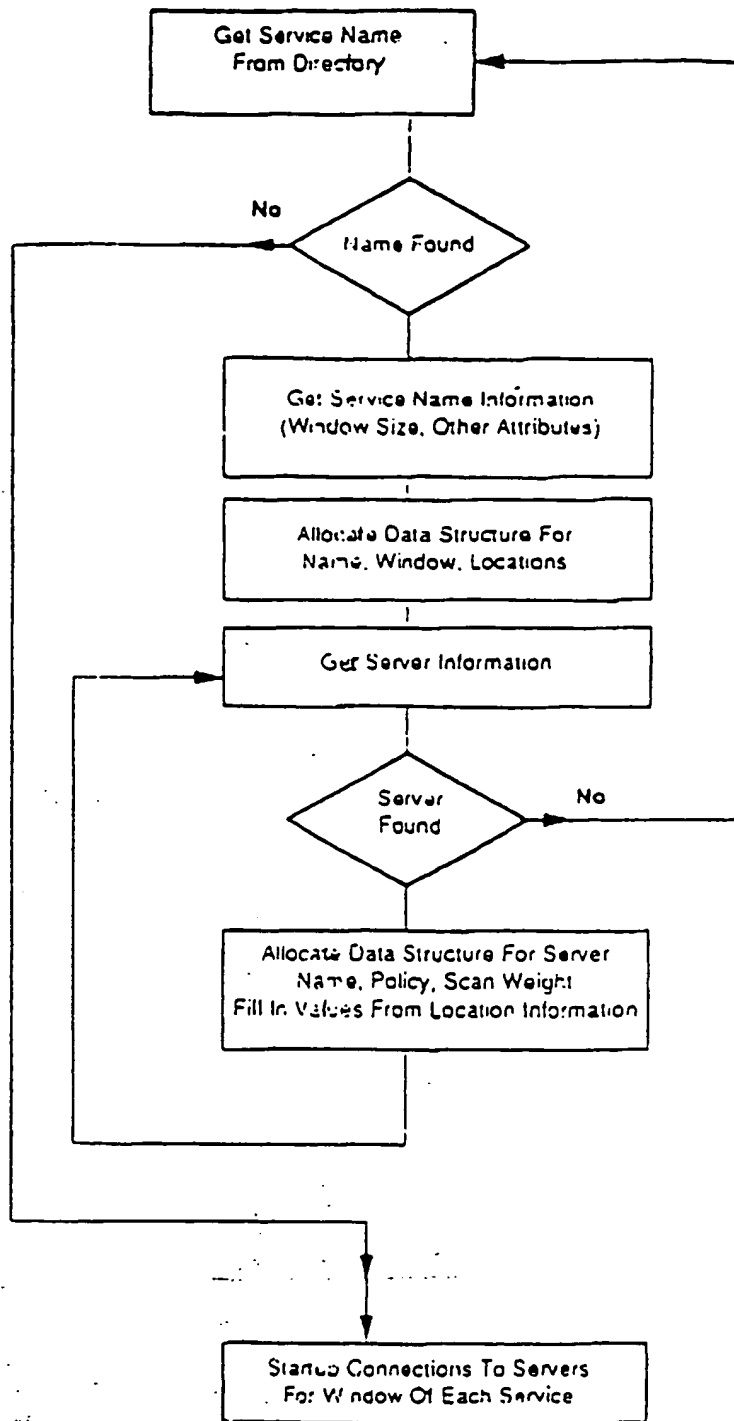 Get Service Name
From Directory
No
Name Found
Get Service Name Information
(Window Size, Other Attributes)
Allocate Data Structure For
Name, Window, Locations
Get Server Information
Server
Found
No
Allocate Data Structure For Server
Name, Policy, Scan Weight
Fill In Values From Location Information
Startup Connections To Servers
For Window Of Each Service